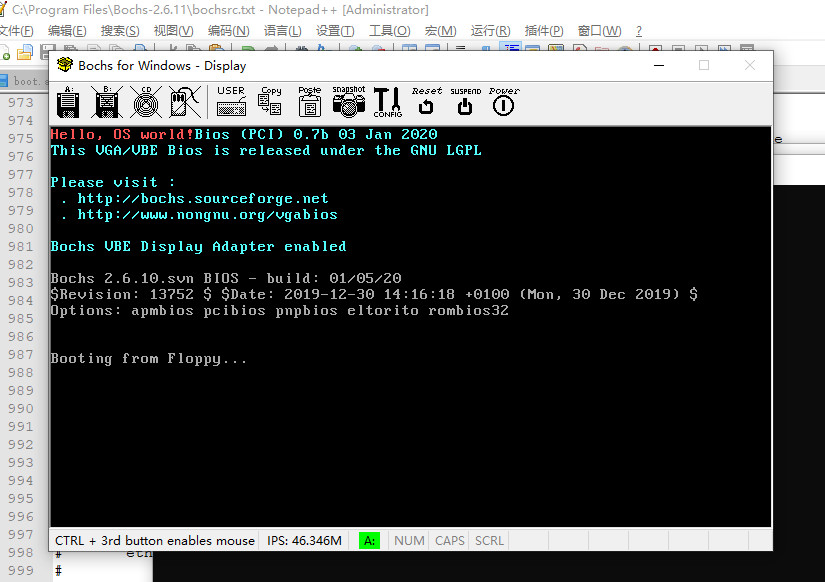 C:\Program Files\Bochs-2.6.11\bochsrc.txt - Notepad++ [Administrator]
文件(F) 编辑(E) 搜索(S) 视图(V) 编码(N) 语言(L) 设置(T) 工具(O) 宏(M) 运行(R) 插件(P) 窗口(W) ?
boot.
Bochs for Windows - Display
A: B: CD USER Copy Paste snapshot CONFIG Reset SUSPEND Power
Hello, OS world!Bios (PCI) 0.7b 03 Jan 2020
This VGA/VBE Bios is released under the GNU LGPL
Please visit :
. http://bochs.sourceforge.net
. http://www.nongnu.org/vgabios
Bochs VBE Display Adapter enabled
Bochs 2.6.10.svn BIOS - build: 01/05/20
$Revision: 13752 $ $Date: 2019-12-30 14:16:18 +0100 (Mon, 30 Dec 2019) $
Options: apmbios pcibios pnpbios eltorito rombios32
Booting from Floppy...
CTRL + 3rd button enables mouse IPS: 46.346M A: NUM CAPS SCRL
973
974
975
976
977
978
979
980
981
982
983
984
985
986
987
988
989
990
991
992
993
994
995
996
997
998 # eth
999 #